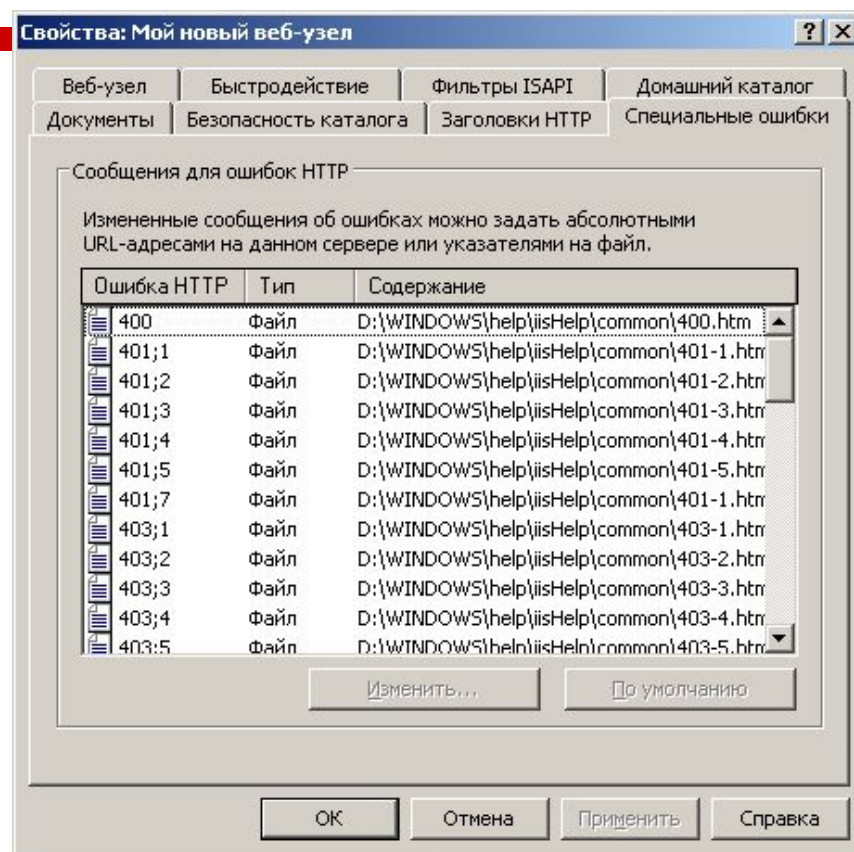 Свойства: Мой новый веб-узел
Веб-узел Быстродействие Фильтры ISAPI Домашний каталог
Документы Безопасность каталога Заголовки HTTP Специальные ошибки
Сообщения для ошибок HTTP
Измененные сообщения об ошибках можно задать абсолютными
URL-адресами на данном сервере или указателями на файл.
Ошибка HTTP Тип Содержание
400 Файл D:\WINDOWS\help\iisHelp\common\400.htm
401;1 Файл D:\WINDOWS\help\iisHelp\common\401-1.htm
401;2 Файл D:\WINDOWS\help\iisHelp\common\401-2.htm
401;3 Файл D:\WINDOWS\help\iisHelp\common\401-3.htm
401;4 Файл D:\WINDOWS\help\iisHelp\common\401-4.htm
401;5 Файл D:\WINDOWS\help\iisHelp\common\401-5.htm
401;7 Файл D:\WINDOWS\help\iisHelp\common\401-1.htm
403;1 Файл D:\WINDOWS\help\iisHelp\common\403-1.htm
403;2 Файл D:\WINDOWS\help\iisHelp\common\403-2.htm
403;3 Файл D:\WINDOWS\help\iisHelp\common\403-3.htm
403;4 Файл D:\WINDOWS\help\iisHelp\common\403-4.htm
403;5 Файл D:\WINDOWS\help\iisHelp\common\403-5.htm
Изменить... По умолчанию
ОК Отмена Применить Справка